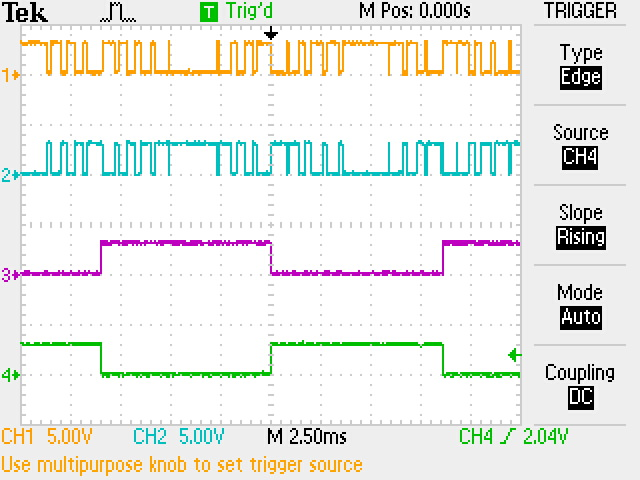 Tek T Trig'd M Pos: 0.000s TRIGGER
Type
Edge
Source
CH4
Slope
Rising
Mode
Auto
Coupling
DC
1
2
3
4
CH1 5.00V CH2 5.00V M 2.50ms CH4 2.04V
Use multipurpose knob to set trigger source